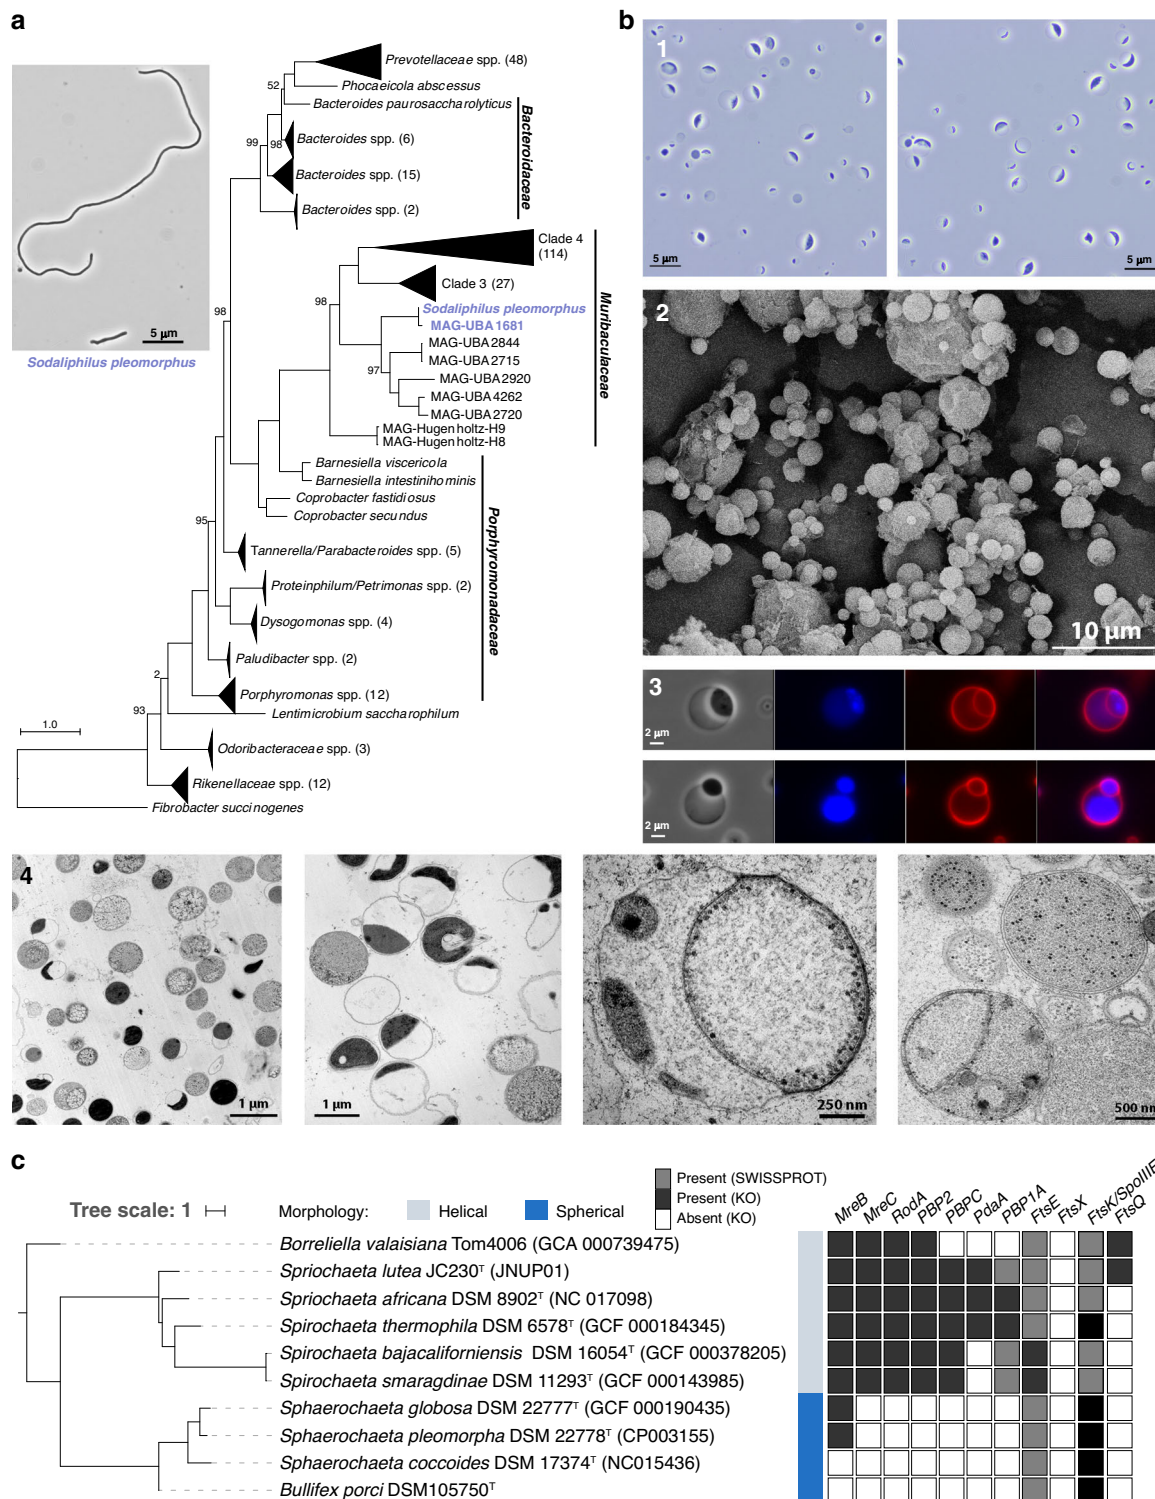 a
Prevotellaceae spp. (48)
52
Phocaeicola abscessus
Bacteroides paurosaccharolyticus
99
98
Bacteroides spp. (6)
Bacteroides spp. (15)
Bacteroides spp. (2)
Bacteroidaceae
5 µm
Sodaliphilus pleomorphus
98
Clade 4
(114)
Clade 3 (27)
98
Sodaliphilus pleomorphus
MAG-UBA1681
MAG-UBA2844
MAG-UBA2715
97
MAG-UBA2920
MAG-UBA4262
MAG-UBA2720
MAG-Hugenholtz-H9
MAG-Hugenholtz-H8
Muribaculaceae
Barnesiella viscericola
Barnesiella intestinihominis
Coprobacter fastidiosus
Coprobacter secundus
95
Tannerella/Parabacteroides spp. (5)
Proteinphilum/Petrimonas spp. (2)
Dysogomonas spp. (4)
Paludibacter spp. (2)
2
Porphyromonas spp. (12)
Porphyromonadaceae
93
Lentimicrobium saccharophilum
1.0
Odoribacteraceae spp. (3)
Rikenellaceae spp. (12)
Fibrobacter succinogenes
b
1
5 µm
5 µm
2
10 µm
3
2 µm
2 µm
4
1 µm
1 µm
250 nm
500 nm
c
Tree scale: 1
Morphology:
Helical
Spherical
Present (SWISSPROT)
Present (KO)
Absent (KO)
MreB
MreC
RodA
PBP2
PBPC
PdaA
PBP1A
FtsE
FtsX
FtsK/SpoIIIE
FtsQ
Borreliella valaisiana Tom4006 (GCA 000739475)
Spriochaeta lutea JC230ᵀ (JNUP01)
Spriochaeta africana DSM 8902ᵀ (NC 017098)
Spirochaeta thermophila DSM 6578ᵀ (GCF 000184345)
Spirochaeta bajacaliforniensis DSM 16054ᵀ (GCF 000378205)
Spirochaeta smaragdinae DSM 11293ᵀ (GCF 000143985)
Sphaerochaeta globosa DSM 22777ᵀ (GCF 000190435)
Sphaerochaeta pleomorpha DSM 22778ᵀ (CP003155)
Sphaerochaeta coccoides DSM 17374ᵀ (NC015436)
Bullifex porci DSM105750ᵀ